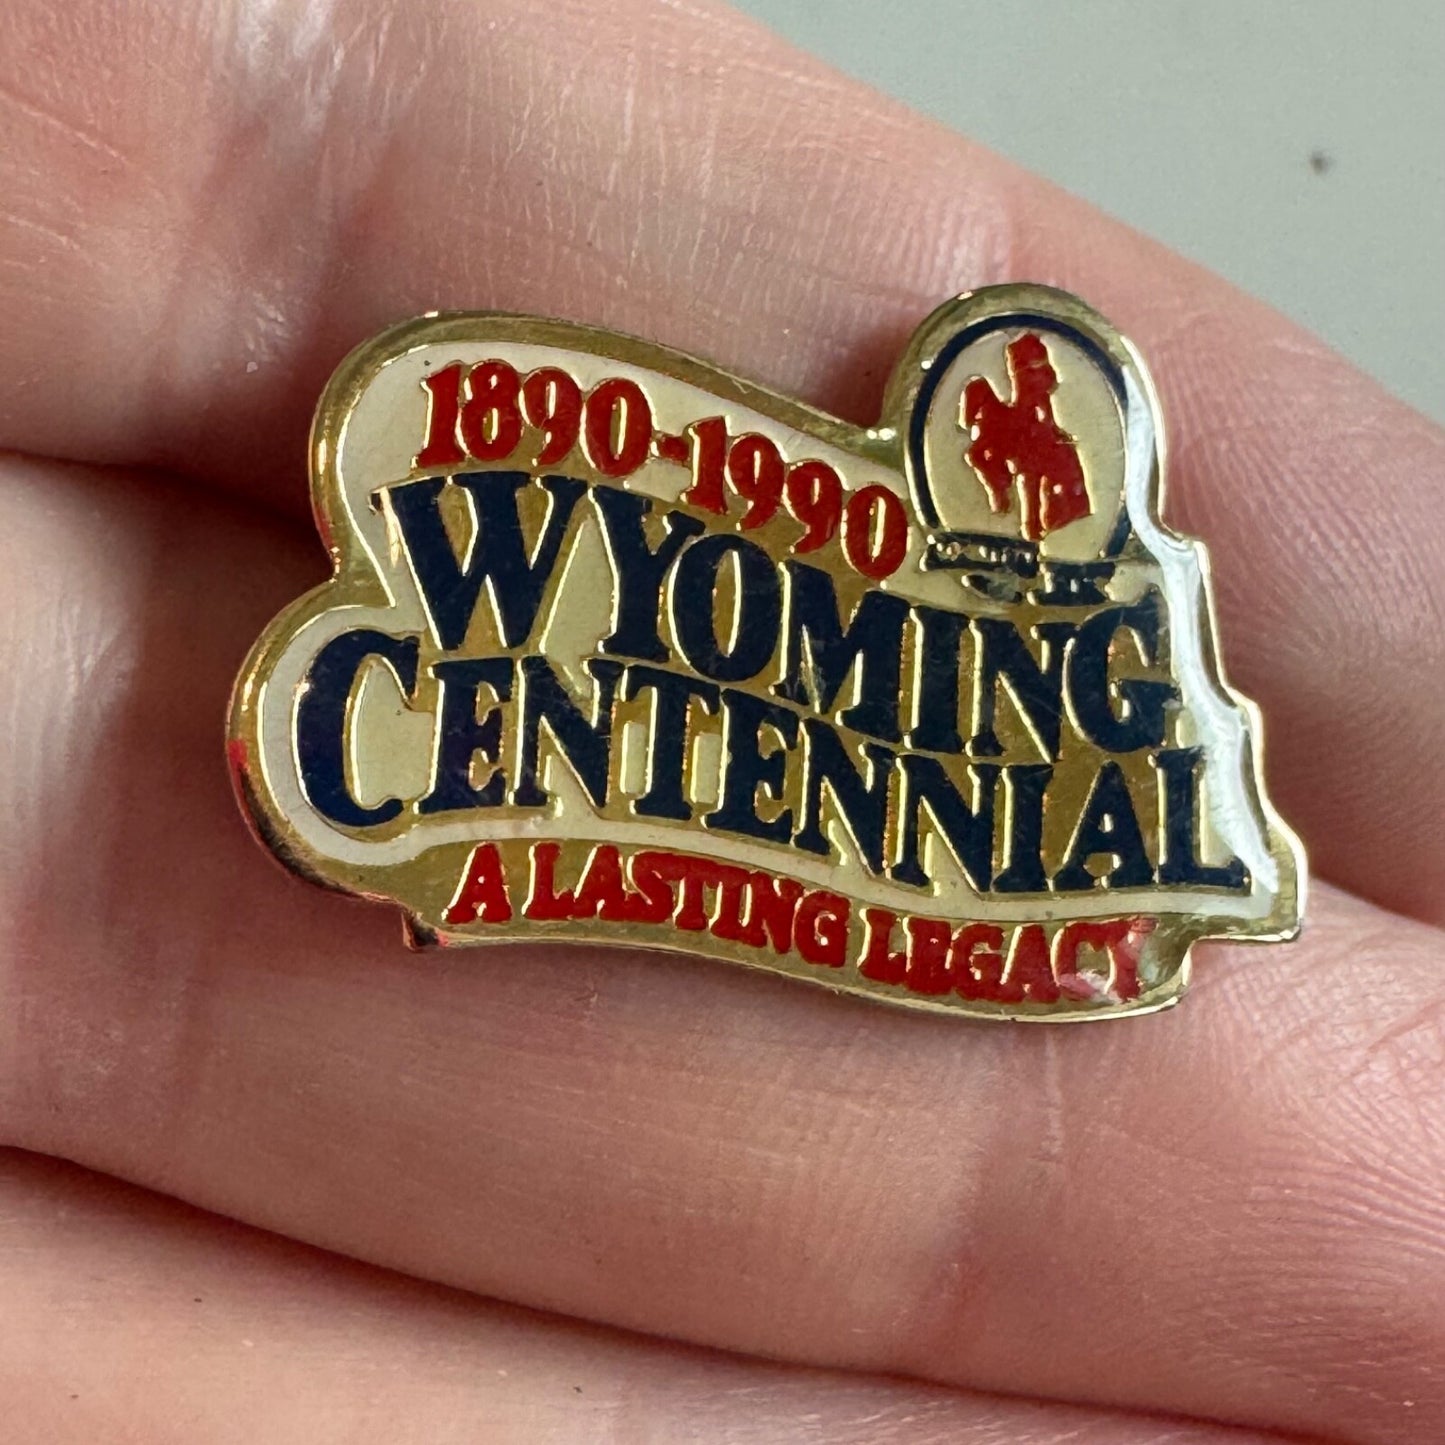 1890-1990
WYOMING
CENTENNIAL
A LASTING LEGACY